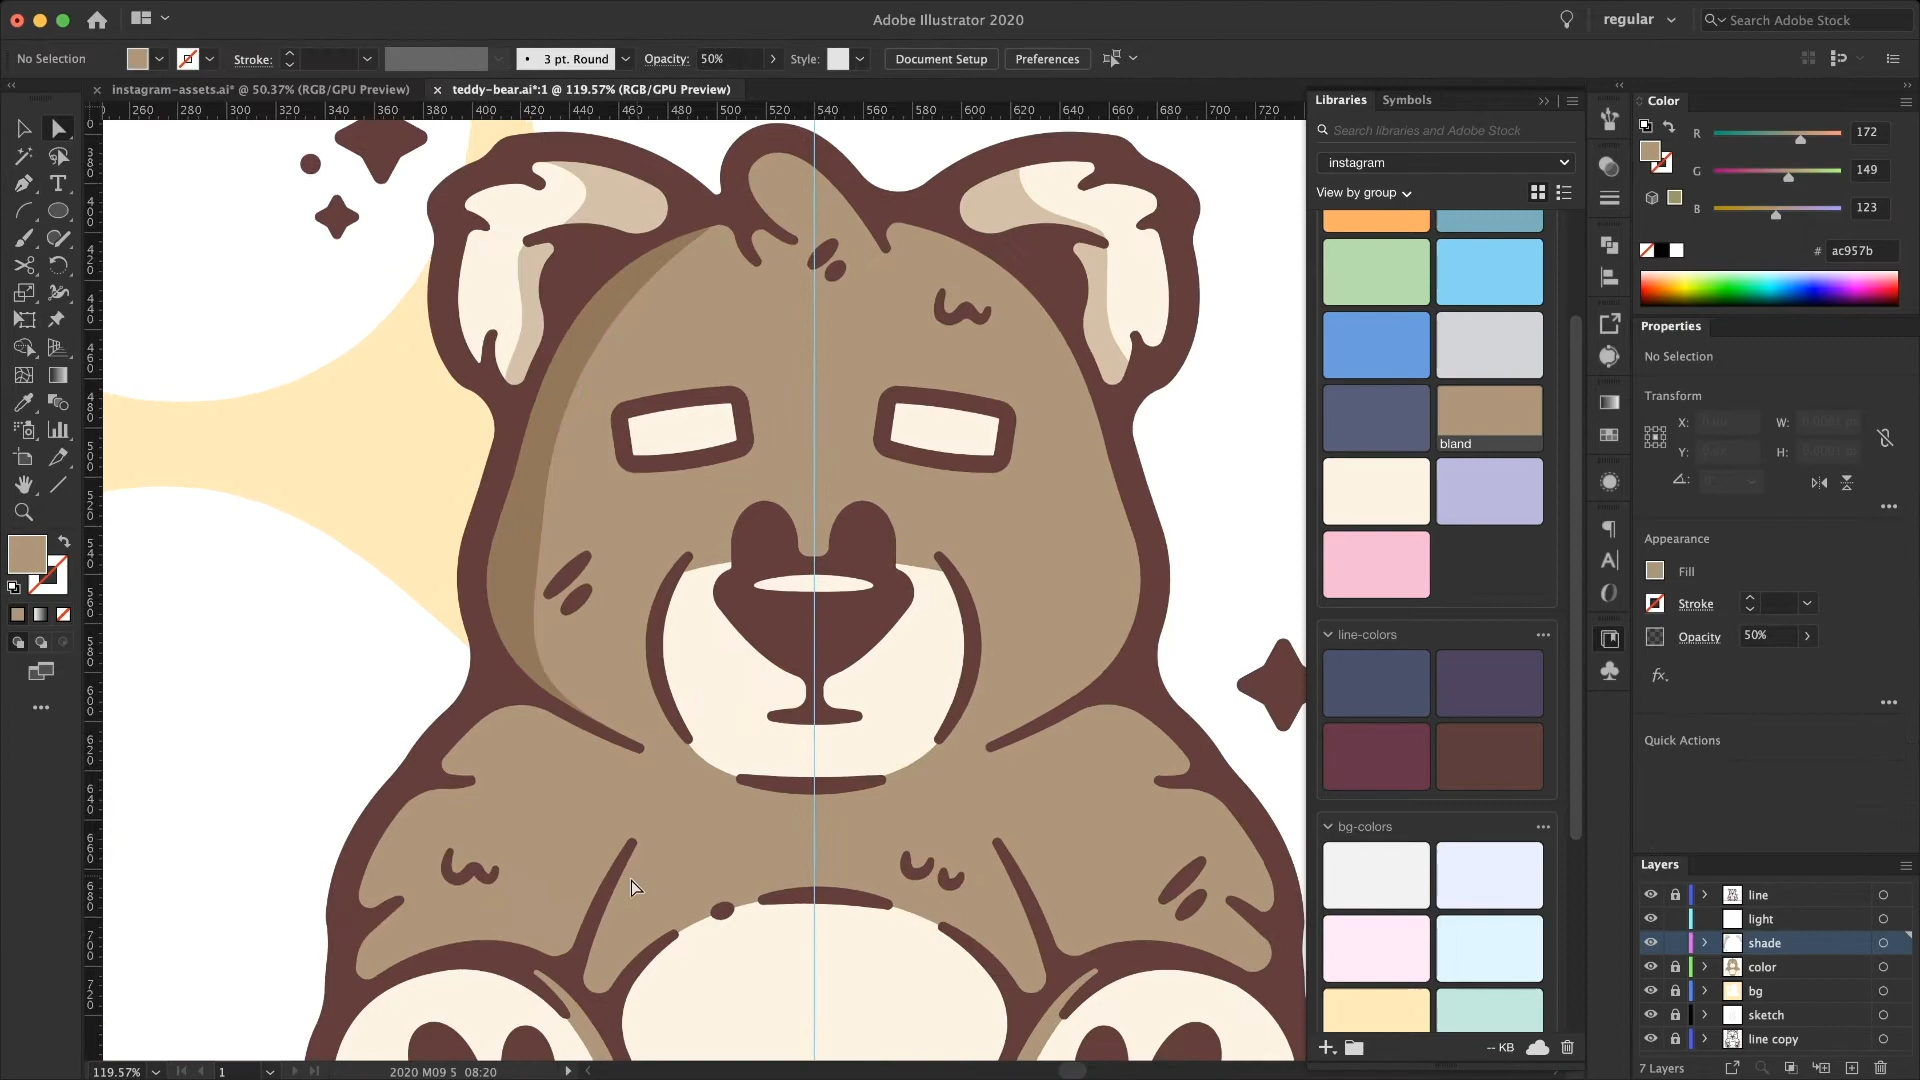 Adobe Illustrator 2020
regular
Search Adobe Stock
No Selection
Stroke:
3 pt. Round
Opacity:
50%
Style:
Document Setup
Preferences
instagram-assets.ai* @ 50.37% (RGB/GPU Preview)
teddy-bear.ai*:1 @ 119.57% (RGB/GPU Preview)
260 280 300 320 340 360 380 400 420 440 460 480 500 520 540 560 580 600 620 640 660 680 700 720
Libraries
Symbols
Search libraries and Adobe Stock
instagram
View by group
bland
line-colors
bg-colors
-- KB
Color
R
172
G
149
B
123
#
ac957b
Properties
No Selection
Transform
X:
W:
Y:
H:
Appearance
Fill
Stroke
Opacity
50%
fx
Quick Actions
Layers
line
light
shade
color
bg
sketch
line copy
7 Layers
119.57%
1
2020 M09 5 08:20